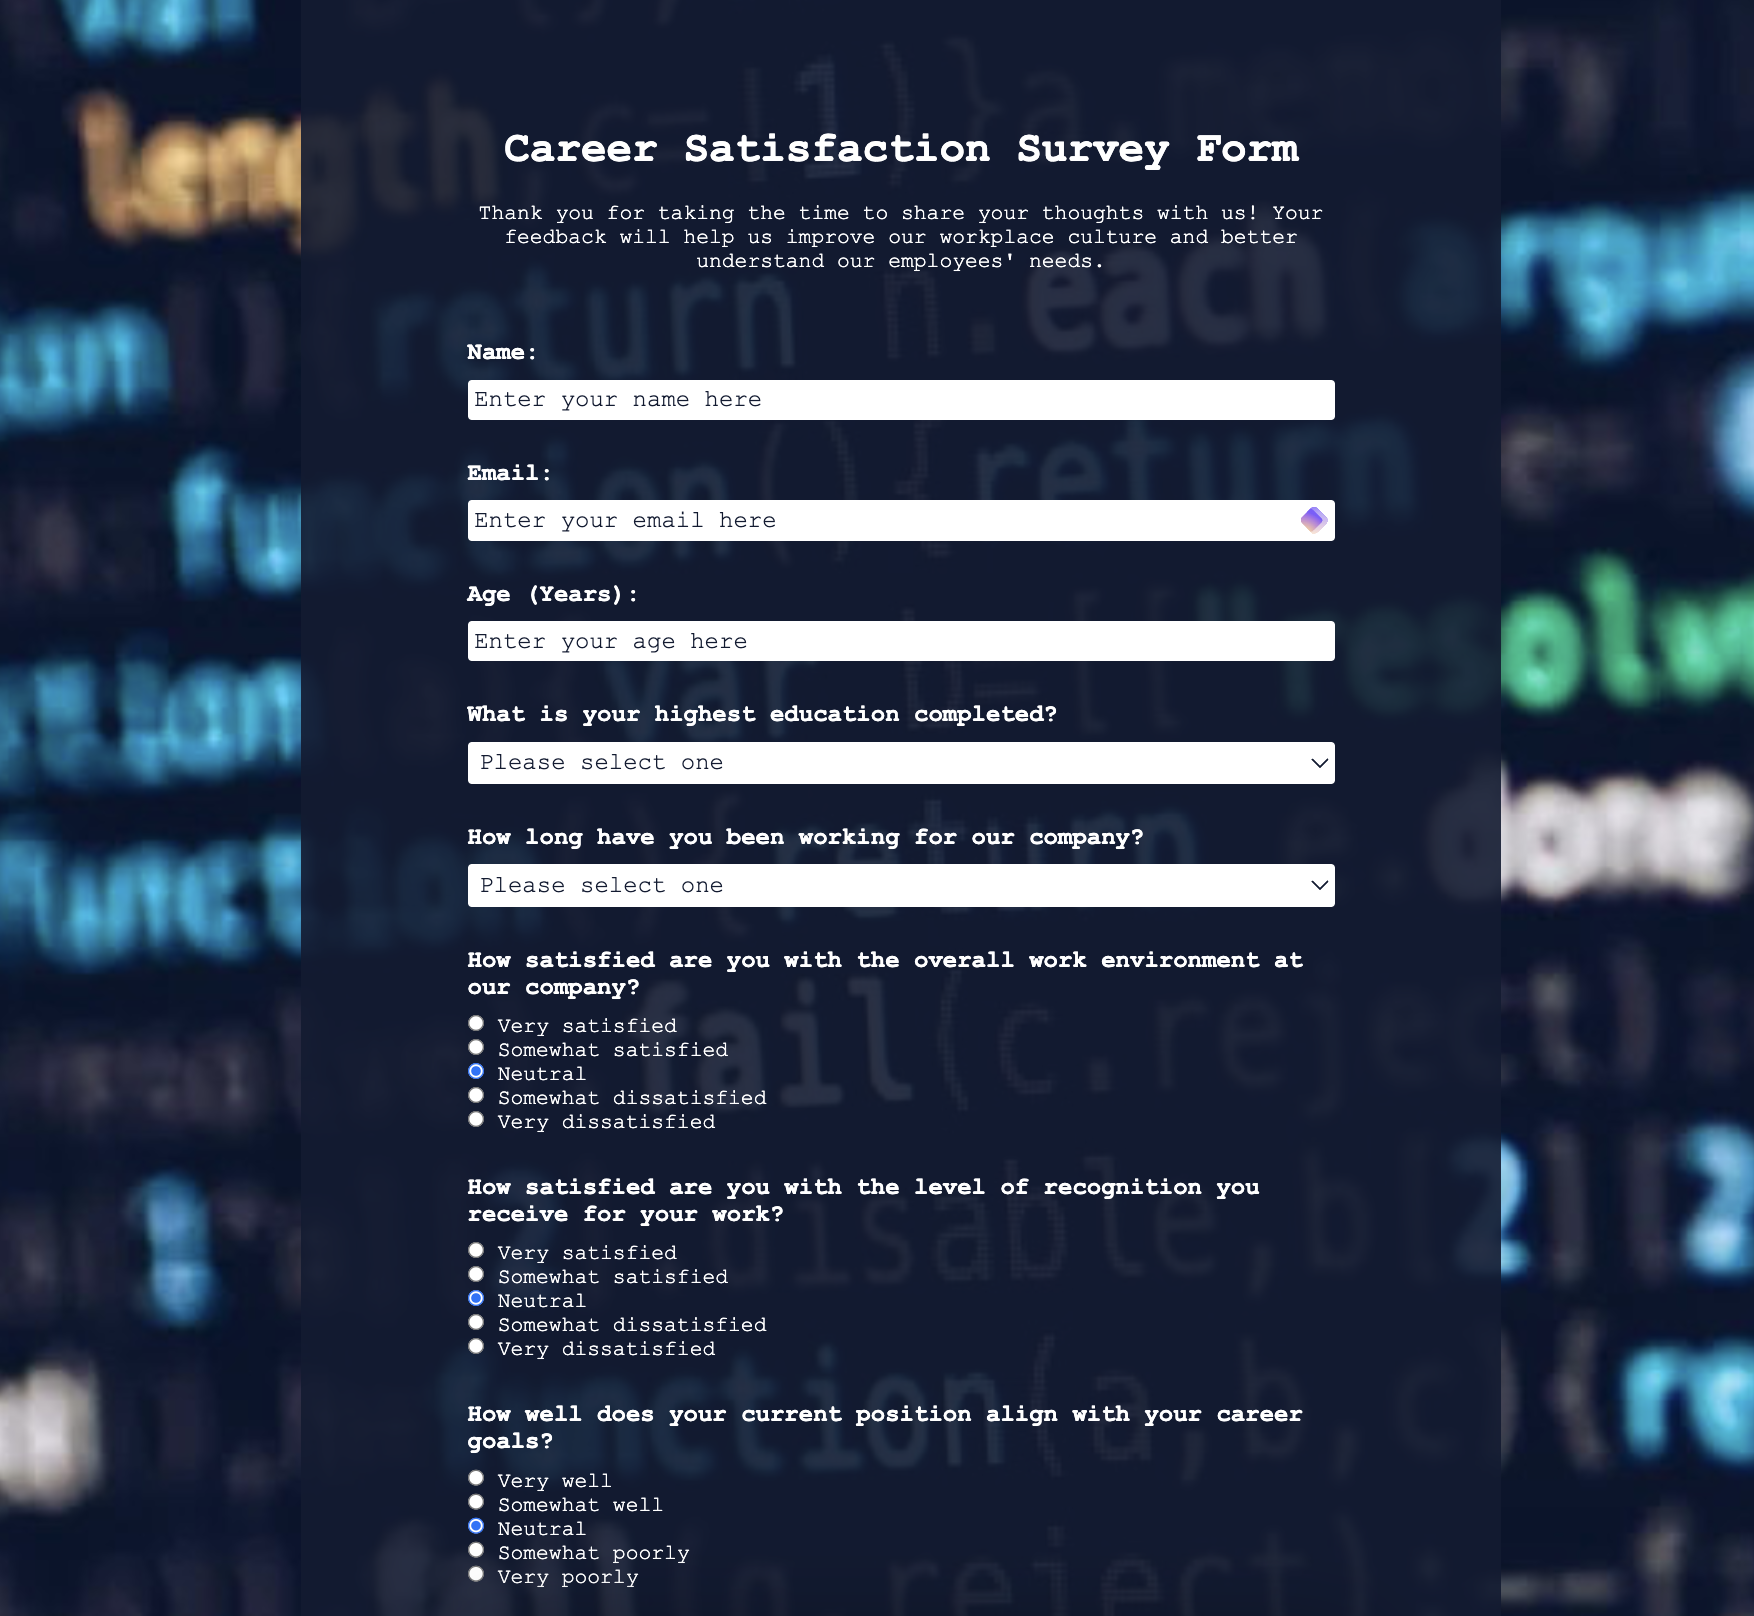 Career Satisfaction Survey Form
Thank you for taking the time to share your thoughts with us! Your
feedback will help us improve our workplace culture and better
understand our employees' needs.
Name:
Enter your name here
Email:
Enter your email here
Age (Years):
Enter your age here
What is your highest education completed?
Please select one
How long have you been working for our company?
Please select one
How satisfied are you with the overall work environment at
our company?
Very satisfied
Somewhat satisfied
Neutral
Somewhat dissatisfied
Very dissatisfied
How satisfied are you with the level of recognition you
receive for your work?
Very satisfied
Somewhat satisfied
Neutral
Somewhat dissatisfied
Very dissatisfied
How well does your current position align with your career
goals?
Very well
Somewhat well
Neutral
Somewhat poorly
Very poorly